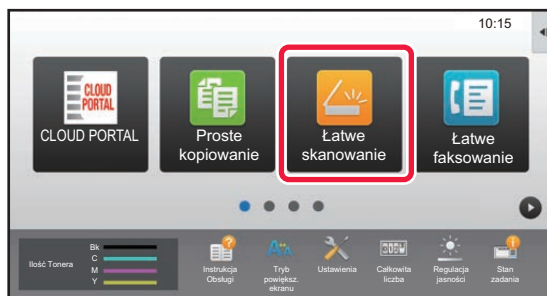 10:15
CLOUD
PORTAL
CLOUD PORTAL
Proste
kopiowanie
Łatwe
skanowanie
Łatwe
faksowanie
Ilość Tonera
Bk
C
M
Y
Instrukcja
Obsługi
Tryb
powiększ.
ekranu
Ustawienia
Całkowita
liczba
Regulacja
jasności
Stan
zadania